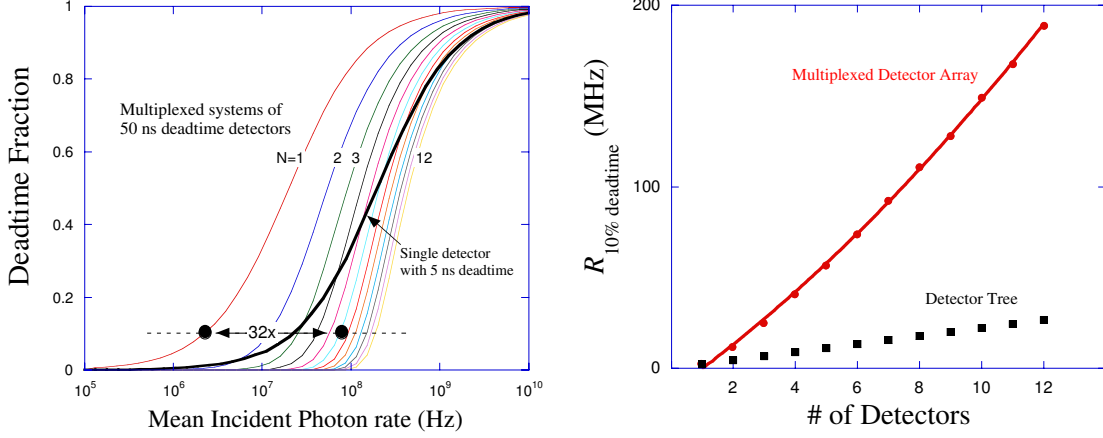 Deadtime Fraction
1
0.8
0.6
0.4
0.2
0
Multiplexed systems of
50 ns deadtime detectors
N=1 2 3 12
Single detector
with 5 ns deadtime
32x
10^5 10^6 10^7 10^8 10^9 10^10
Mean Incident Photon rate (Hz)
R 10% deadtime (MHz)
200
100
0
Multiplexed Detector Array
Detector Tree
2 4 6 8 10 12
# of Detectors